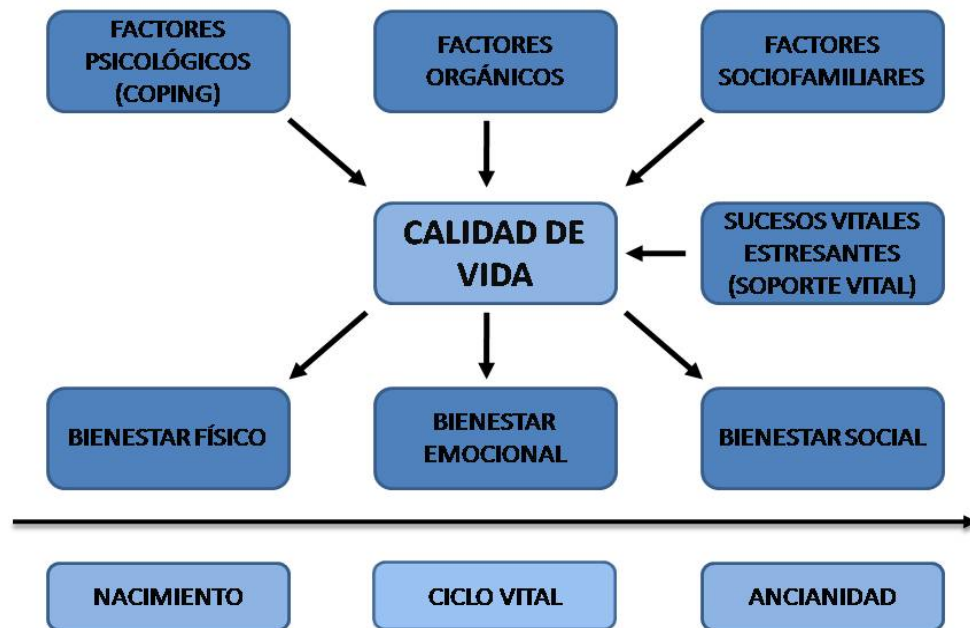 FACTORES
PSICOLÓGICOS
(COPING)
FACTORES
ORGÁNICOS
FACTORES
SOCIOFAMILIARES
CALIDAD DE
VIDA
SUCESOS VITALES
ESTRESANTES
(SOPORTE VITAL)
BIENESTAR FÍSICO
BIENESTAR
EMOCIONAL
BIENESTAR SOCIAL
NACIMIENTO
CICLO VITAL
ANCIANIDAD